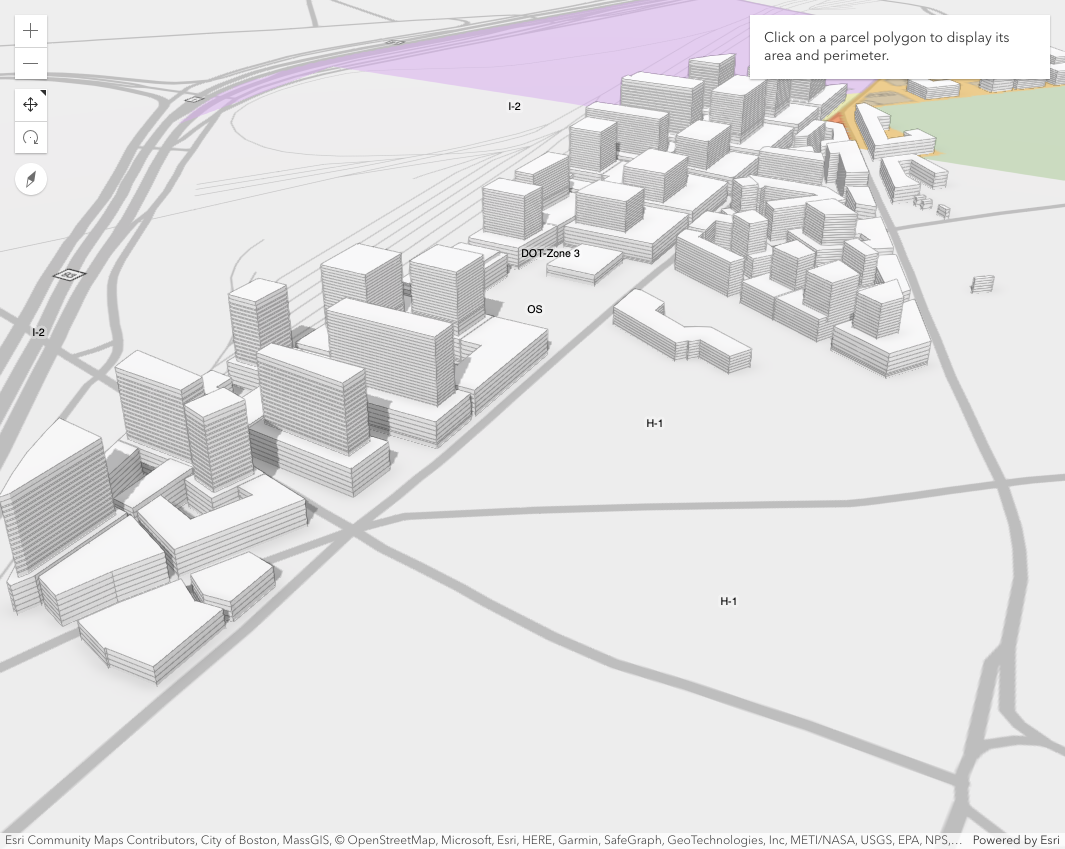 Click on a parcel polygon to display its
area and perimeter.
I-2
DOT-Zone 3
OS
I-2
H-1
H-1
Esri Community Maps Contributors, City of Boston, MassGIS, © OpenStreetMap, Microsoft, Esri, HERE, Garmin, SafeGraph, GeoTechnologies, Inc, METI/NASA, USGS, EPA, NPS,... Powered by Esri